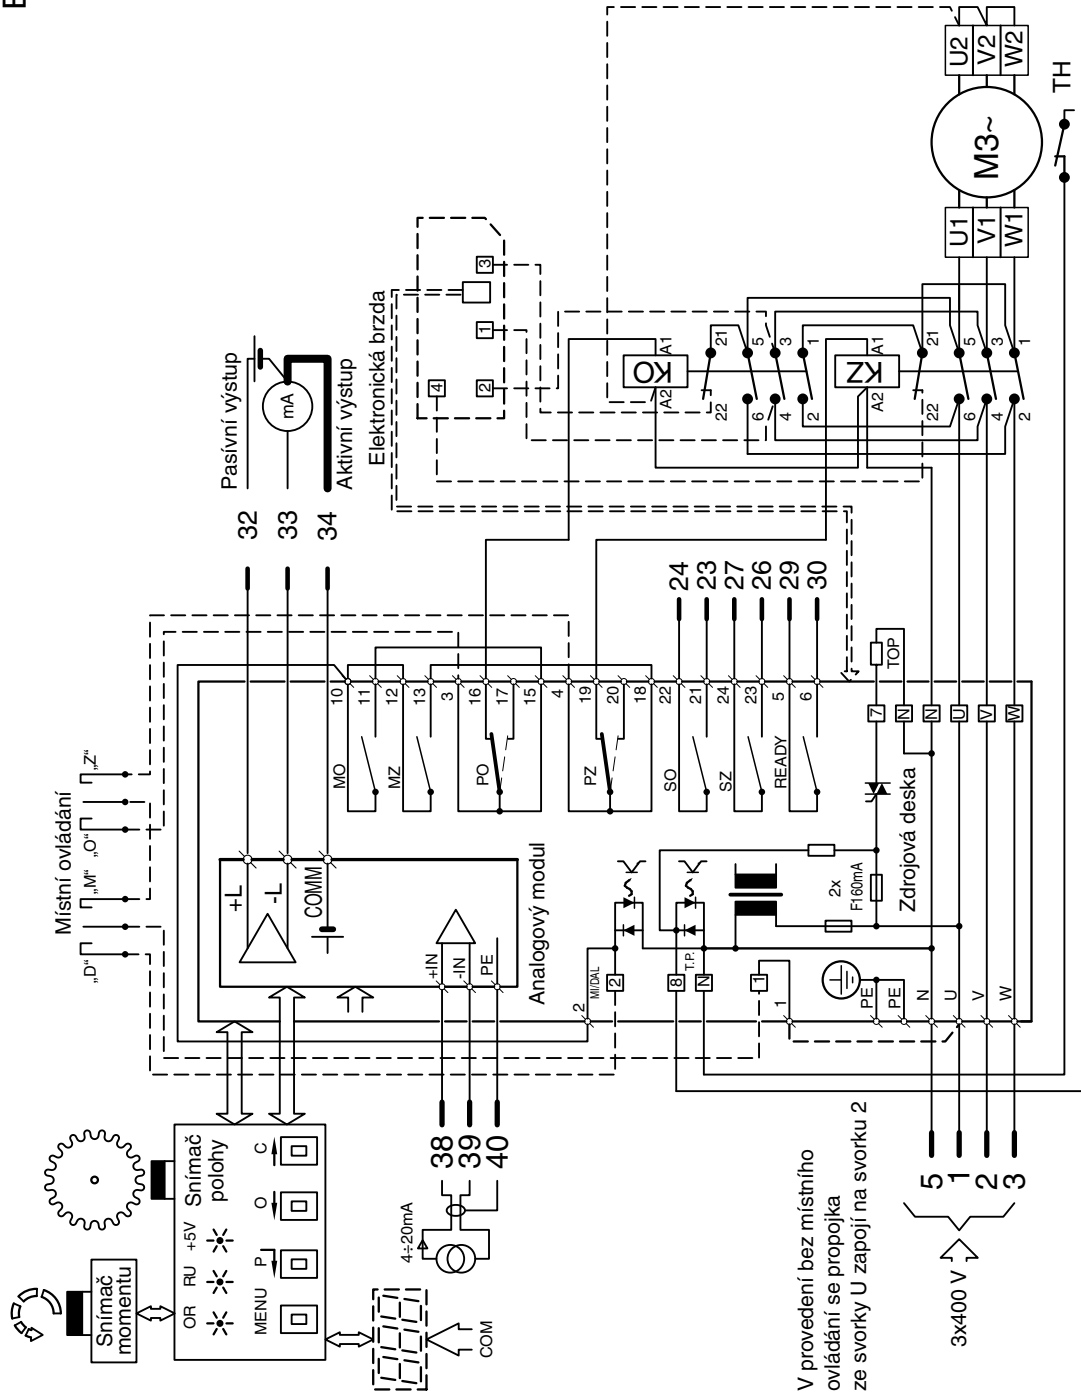 E
Snímač
momentu
OR
RU
+5V
Snímač
polohy
MENU
P
O
C
COM
Místní ovládání
„D“
„M“
„O“
„Z“
+L
-L
COMM
+IN
-IN
PE
Analogový modul
32
33
34
Pasívní výstup
mA
Aktivní výstup
4÷20mA
38
39
40
Elektronická brzda
4
2
1
3
MO
MZ
PO
PZ
SO
SZ
READY
10
11
12
13
3
16
17
15
4
19
20
18
22
21
24
23
5
6
24
23
27
26
29
30
2
MI/DAL
2
8
T.P.
N
1
1
PE
PE
N
U
V
W
2x
F160mA
Zdrojová deska
7
N
N
U
V
W
TOP
KO
A1
A2
21
22
5
6
3
4
1
2
KZ
A1
A2
21
22
5
6
3
4
1
2
U1
V1
W1
M3~
U2
V2
W2
TH
5
1
2
3
3x400 V
V provedení bez místního
ovládání se propojka
ze svorky U zapojí na svorku 2